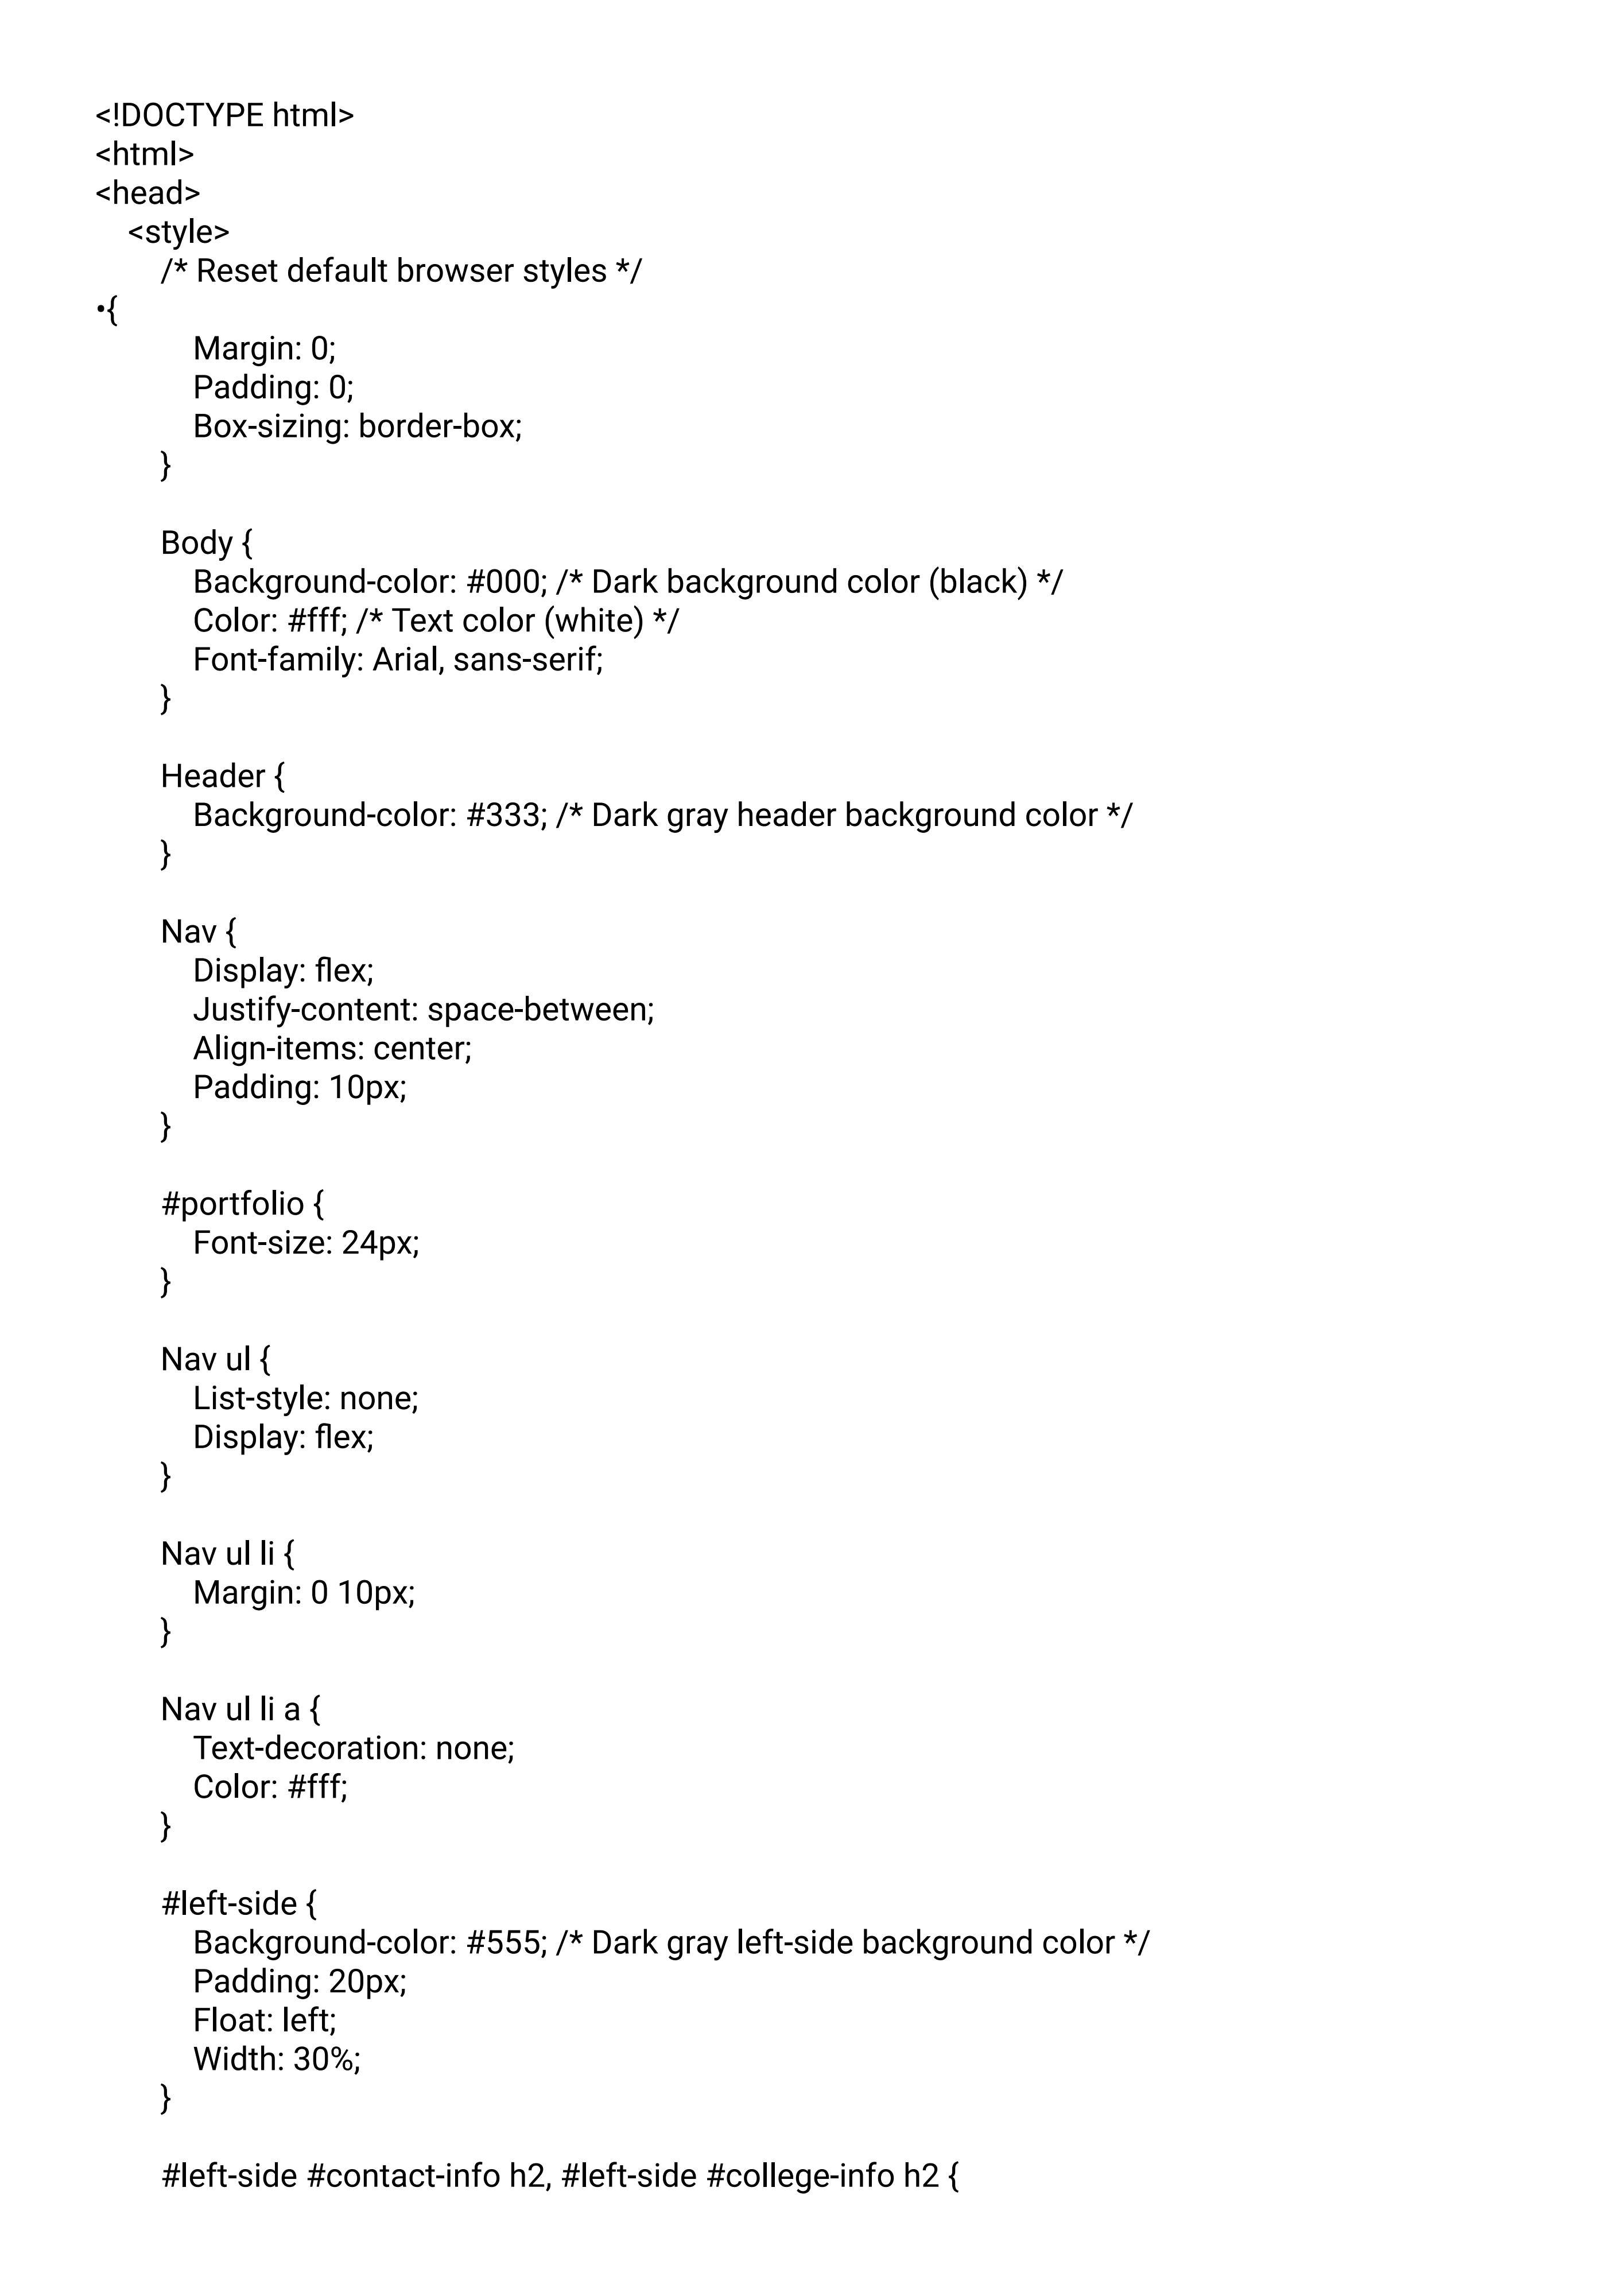 <!DOCTYPE html>
<html>
<head>
<style>
/* Reset default browser styles */
•{
Margin: 0;
Padding: 0;
Box-sizing: border-box;
}
Body {
Background-color: #000; /* Dark background color (black) */
Color: #fff; /* Text color (white) */
Font-family: Arial, sans-serif;
}
Header {
Background-color: #333; /* Dark gray header background color */
}
Nav {
Display: flex;
Justify-content: space-between;
Align-items: center;
Padding: 10px;
}
#portfolio {
Font-size: 24px;
}
Nav ul {
List-style: none;
Display: flex;
}
Nav ul li {
Margin: 0 10px;
}
Nav ul li a {
Text-decoration: none;
Color: #fff;
}
#left-side {
Background-color: #555; /* Dark gray left-side background color */
Padding: 20px;
Float: left;
Width: 30%;
}
#left-side #contact-info h2, #left-side #college-info h2 {